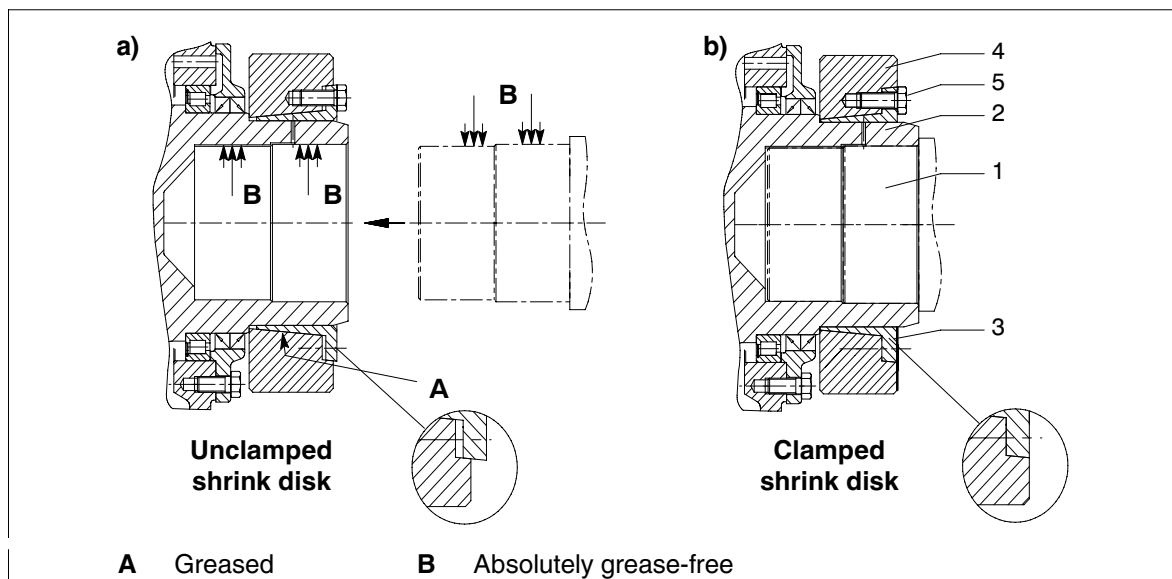 a)
B
B
B
A
Unclamped
shrink disk
b)
4
5
2
1
3
Clamped
shrink disk
A Greased B Absolutely grease-free